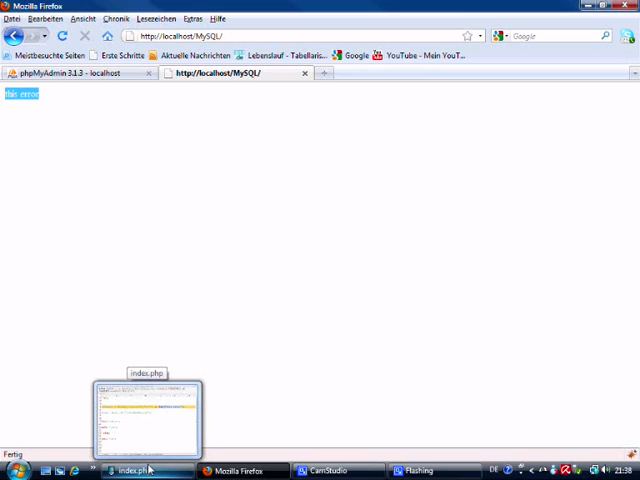 Mozilla Firefox
Datei Bearbeiten Ansicht Chronik Lesezeichen Extras Hilfe
http://localhost/MySQL/
Google
Meistbesuchte Seiten Erste Schritte Aktuelle Nachrichten Lebenslauf - Tabellaris... Google YouTube - Mein YouT...
phpMyAdmin 3.1.3 - localhost
http://localhost/MySQL/
this error
index.php
Fertig
index.php
Mozilla Firefox
CamStudio
Flashing
DE
21:38